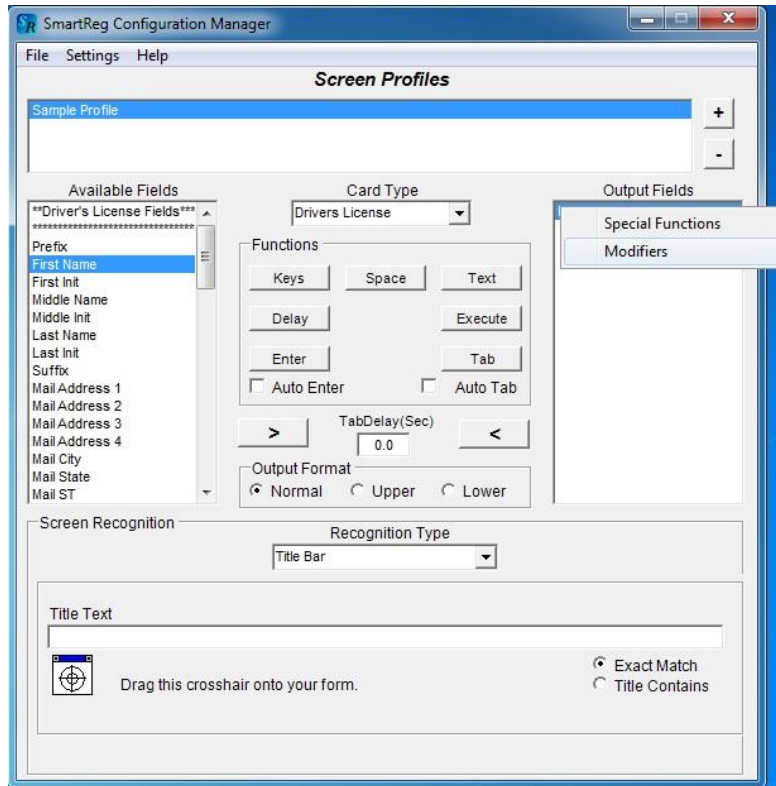 SR SmartReg Configuration Manager
File Settings Help
Screen Profiles
Sample Profile
+
-
Available Fields
**Driver's License Fields***
*********************************
Prefix
First Name
First Init
Middle Name
Middle Init
Last Name
Last Init
Suffix
Mail Address 1
Mail Address 2
Mail Address 3
Mail Address 4
Mail City
Mail State
Mail ST
Card Type
Drivers License
Functions
Keys Space Text
Delay Execute
Enter Tab
Auto Enter Auto Tab
> TabDelay(Sec) <
0.0
Output Format
Normal Upper Lower
Output Fields
Special Functions
Modifiers
Screen Recognition
Recognition Type
Title Bar
Title Text
Drag this crosshair onto your form.
Exact Match
Title Contains